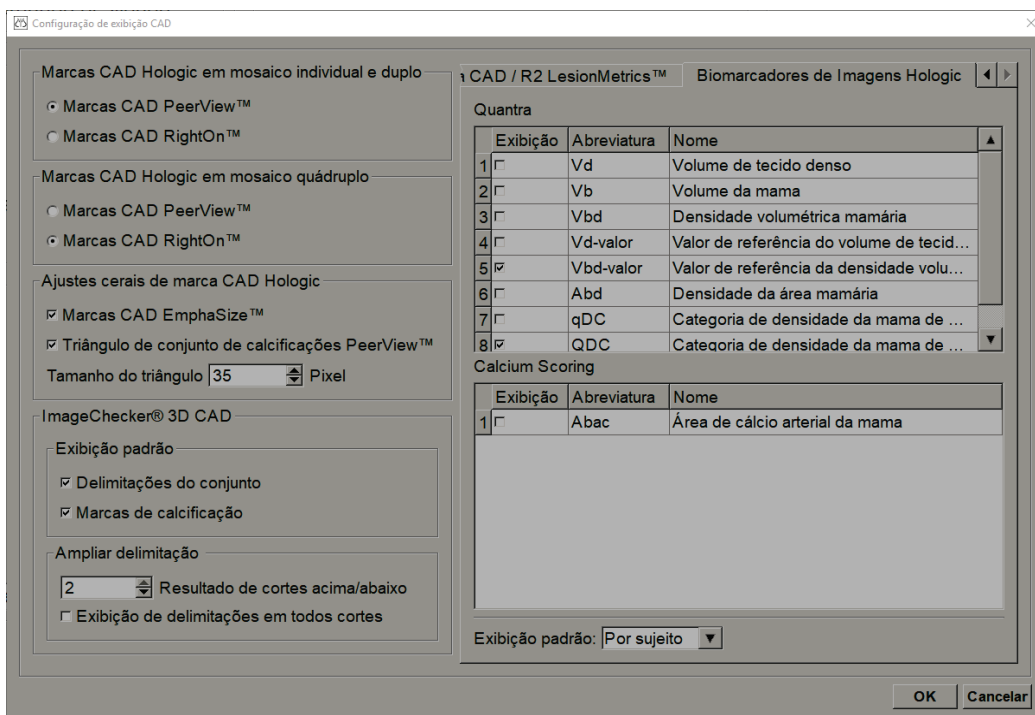 Configuração de exibição CAD
Marcas CAD Hologic em mosaico individual e duplo
Marcas CAD PeerView™
Marcas CAD RightOn™
Marcas CAD Hologic em mosaico quádruplo
Marcas CAD PeerView™
Marcas CAD RightOn™
Ajustes cerais de marca CAD Hologic
Marcas CAD EmphaSize™
Triângulo de conjunto de calcificações PeerView™
Tamanho do triângulo 35 Pixel
ImageChecker® 3D CAD
Exibição padrão
Delimitações do conjunto
Marcas de calcificação
Ampliar delimitação
2 Resultado de cortes acima/abaixo
Exibição de delimitações em todos cortes
CAD / R2 LesionMetrics™ Biomarcadores de Imagens Hologic
Quantra
Exibição Abreviatura Nome
1 Vd Volume de tecido denso
2 Vb Volume da mama
3 Vbd Densidade volumétrica mamária
4 Vd-valor Valor de referência do volume de tecid...
5 Vbd-valor Valor de referência da densidade volu...
6 Abd Densidade da área mamária
7 qDC Categoria de densidade da mama de ...
8 QDC Categoria de densidade da mama de ...
Calcium Scoring
Exibição Abreviatura Nome
1 Abac Área de cálcio arterial da mama
Exibição padrão: Por sujeito
OK Cancelar